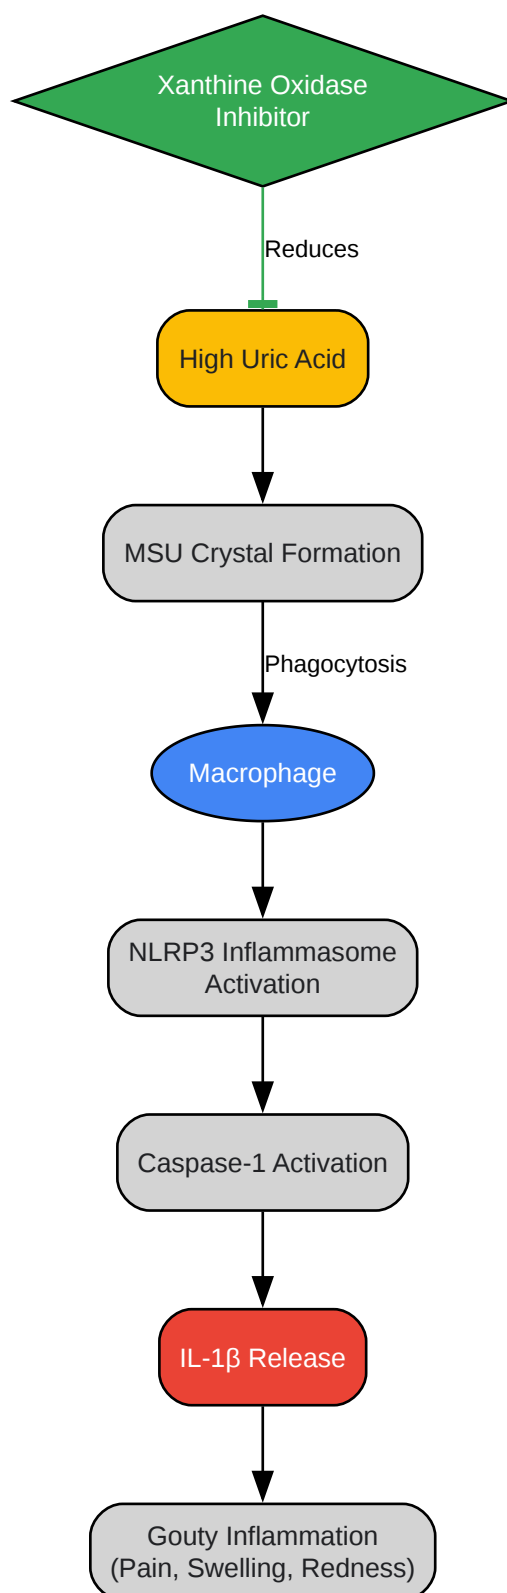 Xanthine Oxidase
Inhibitor
Reduces
High Uric Acid
MSU Crystal Formation
Phagocytosis
Macrophage
NLRP3 Inflammasome
Activation
Caspase-1 Activation
IL-1β Release
Gouty Inflammation
(Pain, Swelling, Redness)